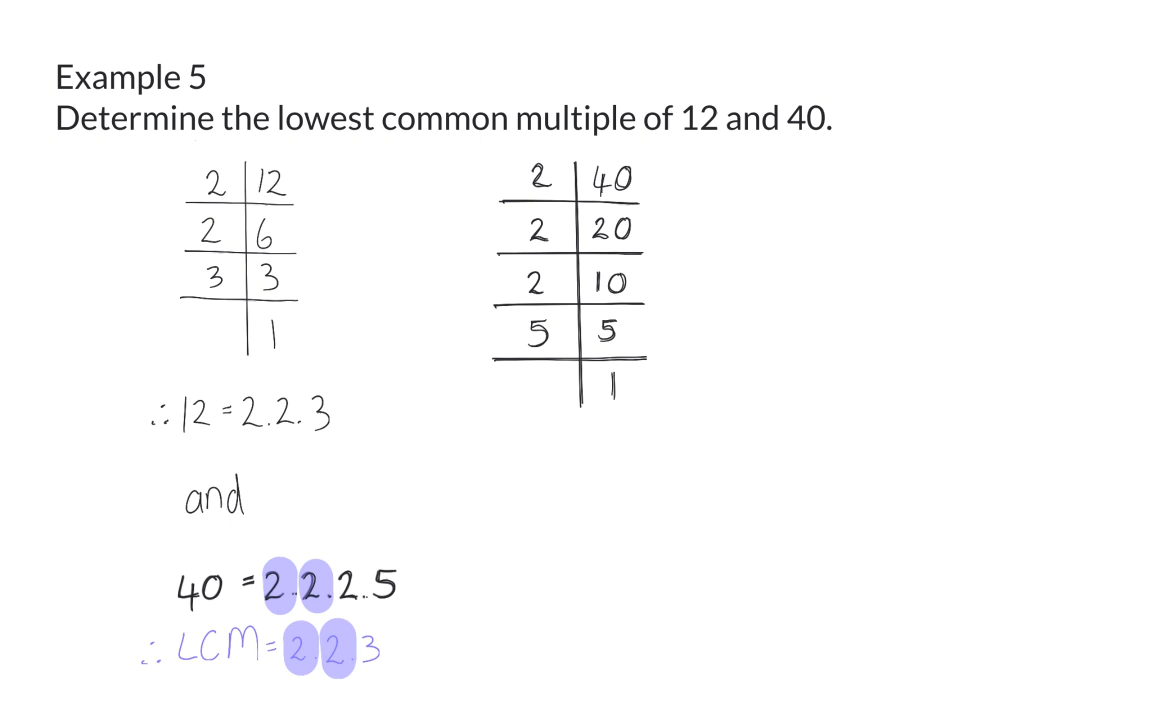 Example 5
Determine the lowest common multiple of 12 and 40.
2 | 12
2 | 6
3 | 3
| 1
2 | 40
2 | 20
2 | 10
5 | 5
| 1
∴ 12 = 2.2.3
and
40 = 2.2.2.5
∴ LCM = 2.2.3